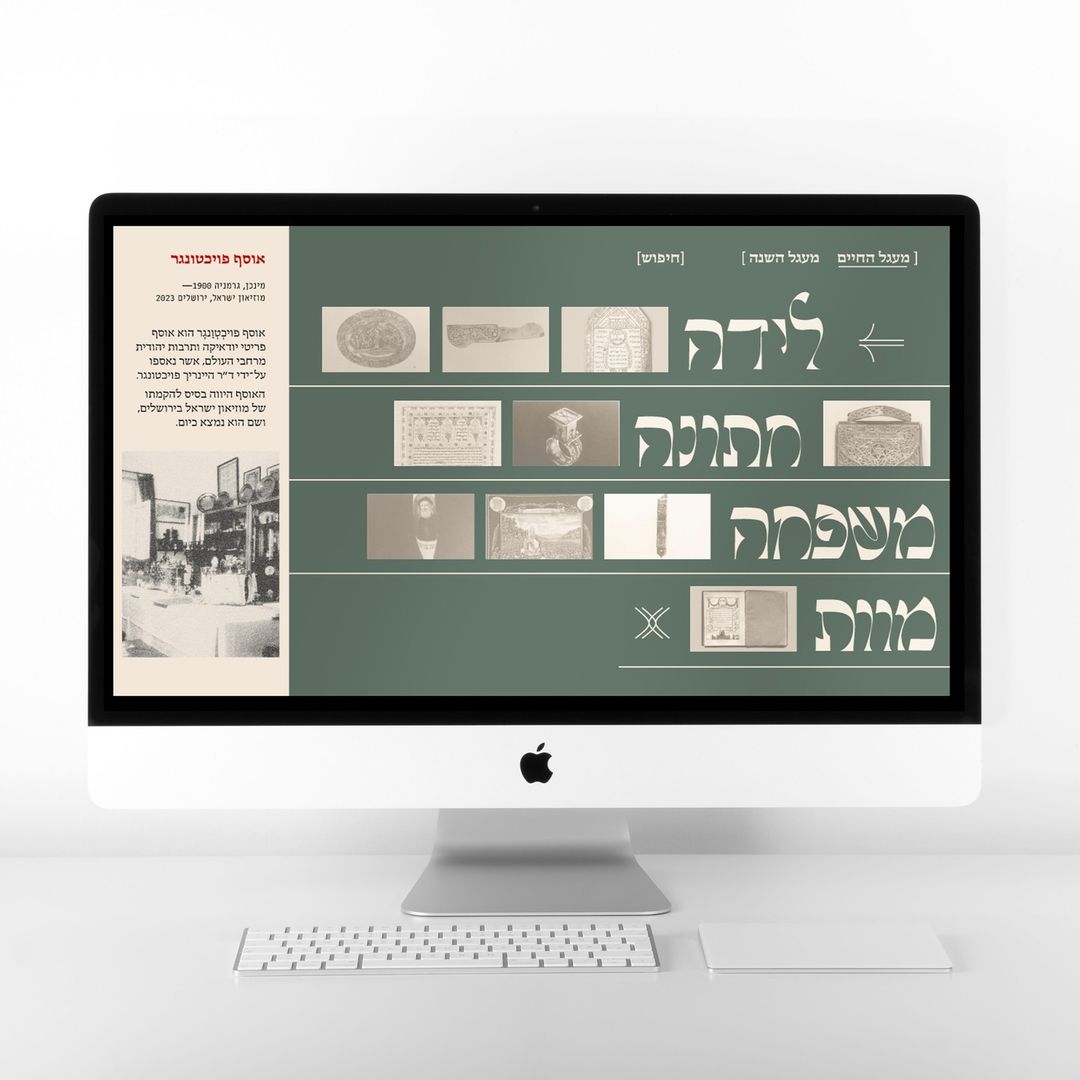 [ מעגל החיים   מעגל השנה ]   [חיפוש]
לידה
חתונה
משפחה
מוות
אוסף פויכטונגר
מינכן, גרמניה 1900—
מוזיאון ישראל, ירושלים 2023
אוסף פויכְטְוַנגֶר הוא אוסף
פריטי יודאיקה ותרבות יהודית
מרחבי העולם, אשר נאספו
על־ידי ד״ר היינריך פויכטונגר.
האוסף היווה בסיס להקמתו
של מוזיאון ישראל בירושלים,
ושם הוא נמצא כיום.